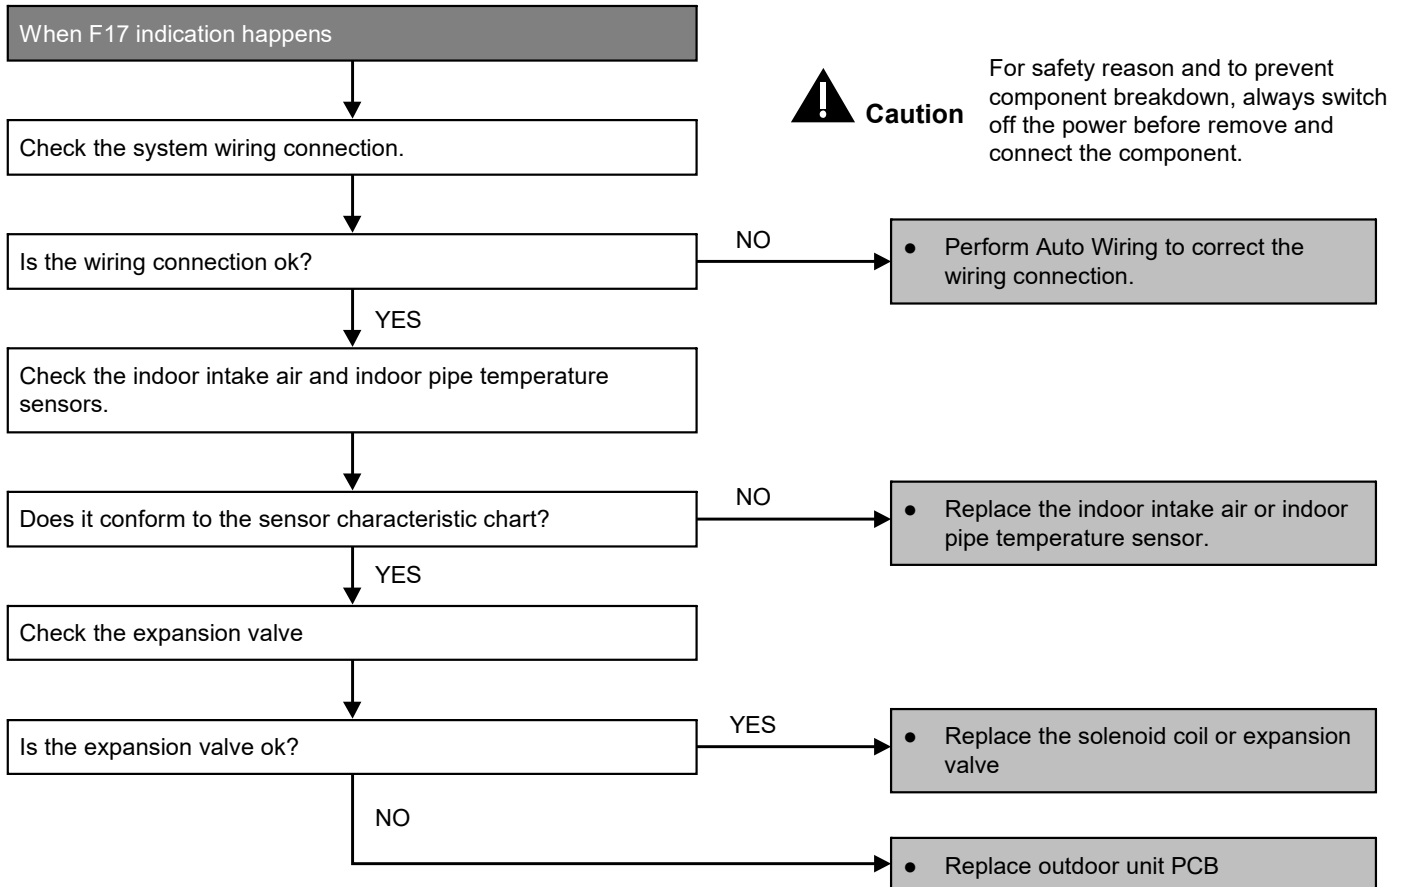 When F17 indication happens
For safety reason and to prevent
component breakdown, always switch
off the power before remove and
connect the component.
Caution
Check the system wiring connection.
Is the wiring connection ok?
NO
● Perform Auto Wiring to correct the
wiring connection.
YES
Check the indoor intake air and indoor pipe temperature
sensors.
Does it conform to the sensor characteristic chart?
NO
● Replace the indoor intake air or indoor
pipe temperature sensor.
YES
Check the expansion valve
Is the expansion valve ok?
YES
● Replace the solenoid coil or expansion
valve
NO
● Replace outdoor unit PCB